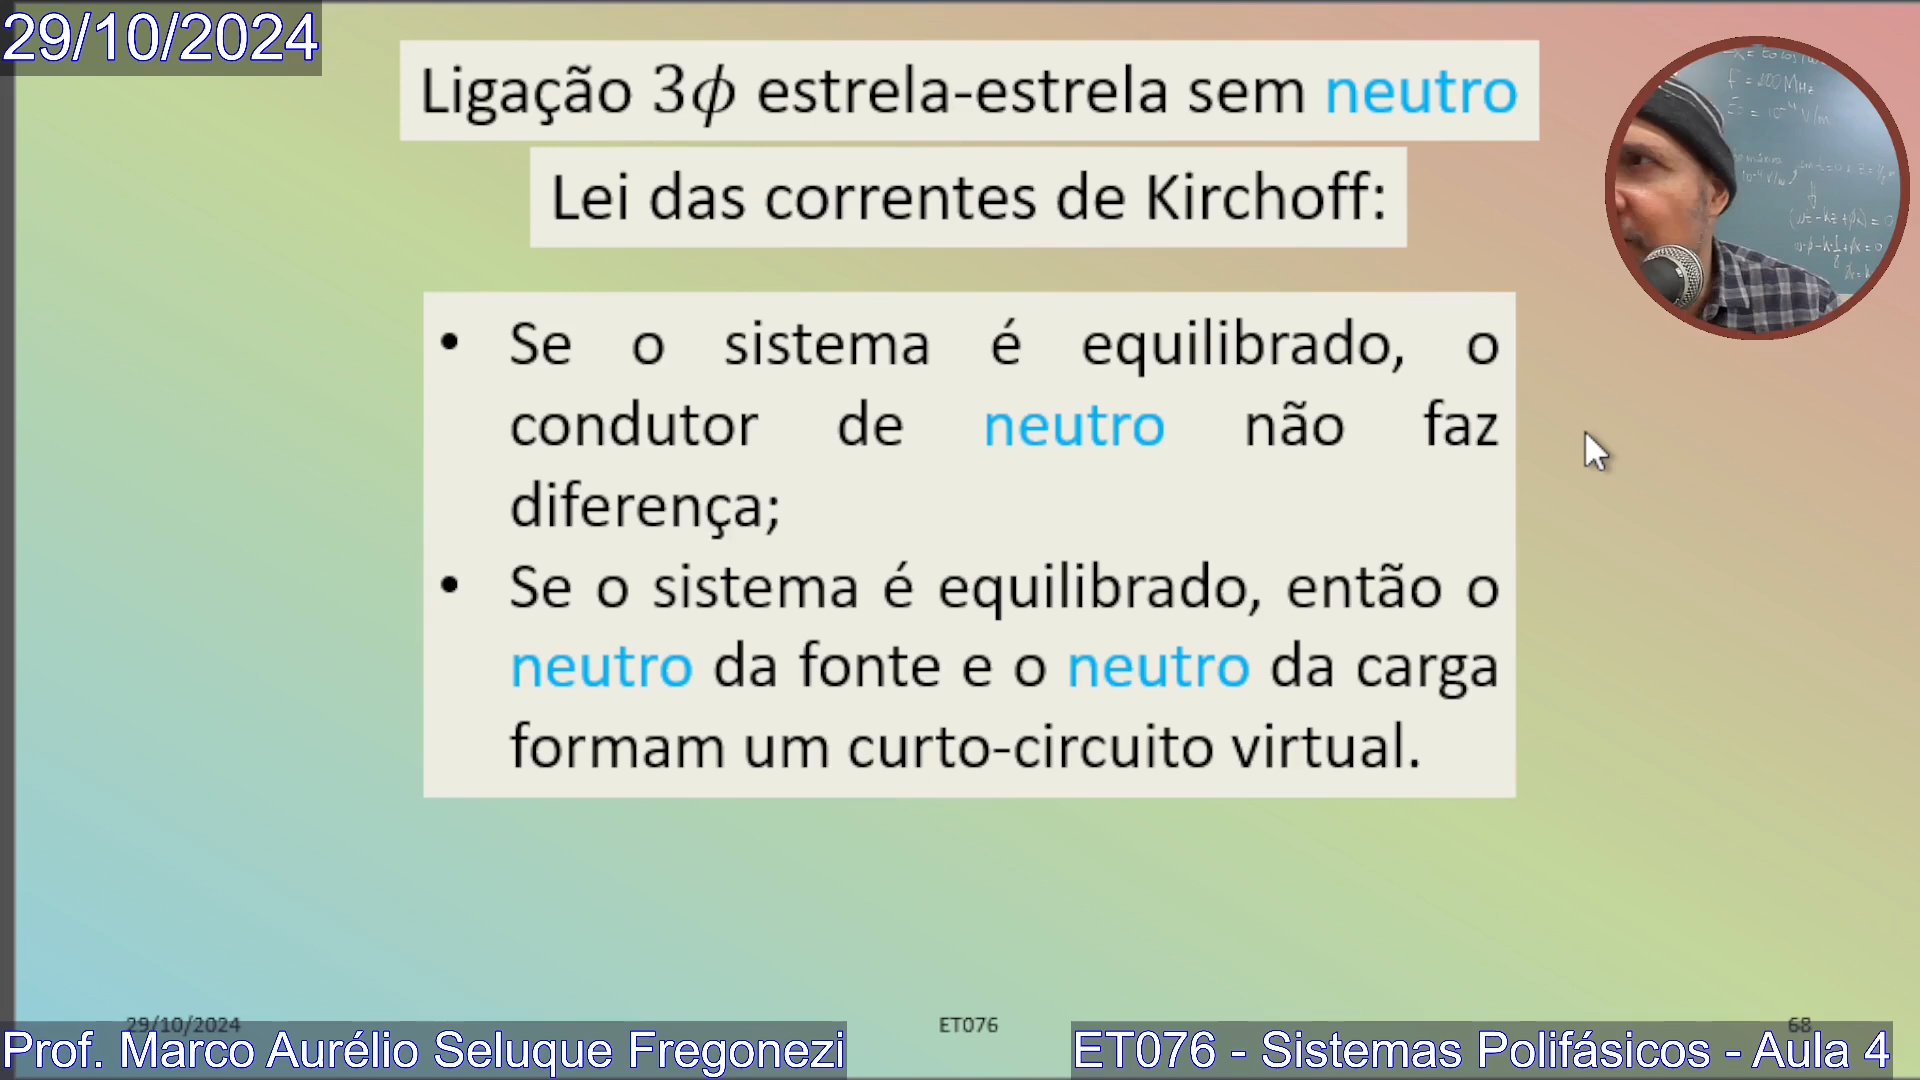 29/10/2024
Ligação 3ϕ estrela-estrela sem neutro
Lei das correntes de Kirchoff:
• Se o sistema é equilibrado, o
condutor de neutro não faz
diferença;
• Se o sistema é equilibrado, então o
neutro da fonte e o neutro da carga
formam um curto-circuito virtual.
F = 100 MHz
29/10/2024
ET076
68
Prof. Marco Aurélio Seluque Fregonezi
ET076 - Sistemas Polifásicos - Aula 4